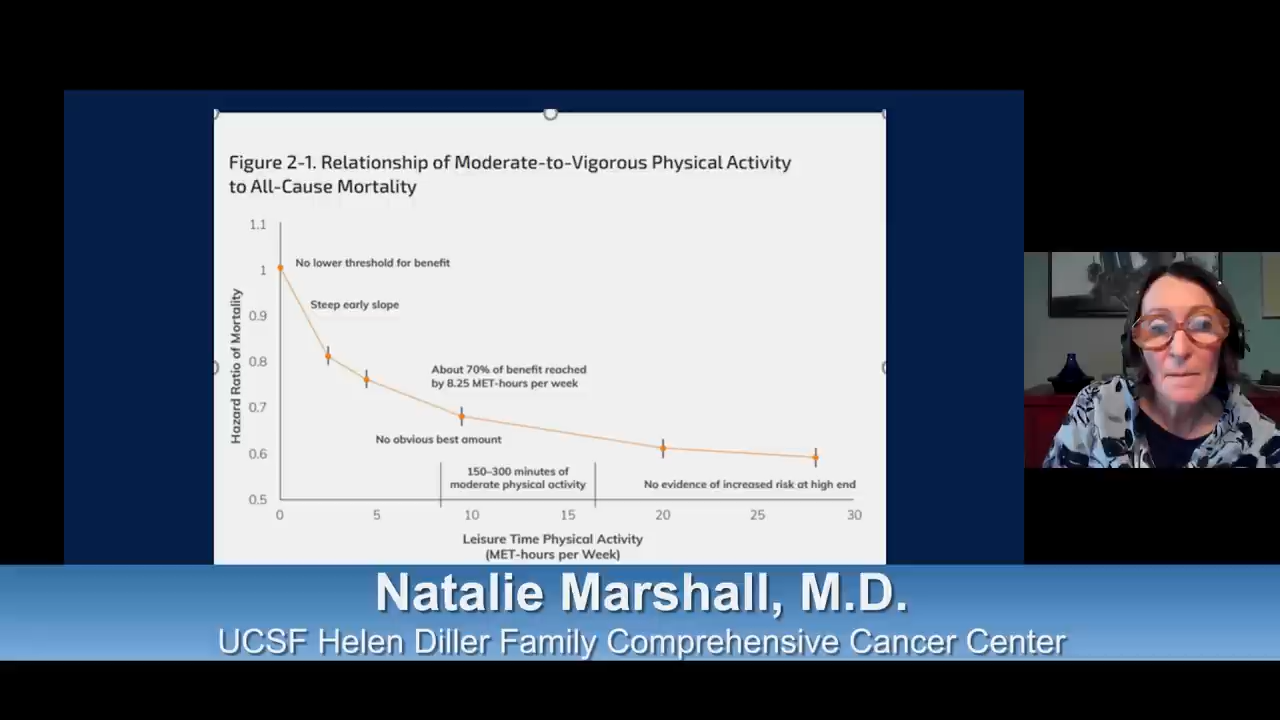 Figure 2-1. Relationship of Moderate-to-Vigorous Physical Activity
to All-Cause Mortality
Hazard Ratio of Mortality
1.1
1
0.9
0.8
0.7
0.6
0.5
No lower threshold for benefit
Steep early slope
About 70% of benefit reached
by 8.25 MET-hours per week
No obvious best amount
150–300 minutes of
moderate physical activity
No evidence of increased risk at high end
0
5
10
15
20
25
30
Leisure Time Physical Activity
(MET-hours per Week)
Natalie Marshall, M.D.
UCSF Helen Diller Family Comprehensive Cancer Center